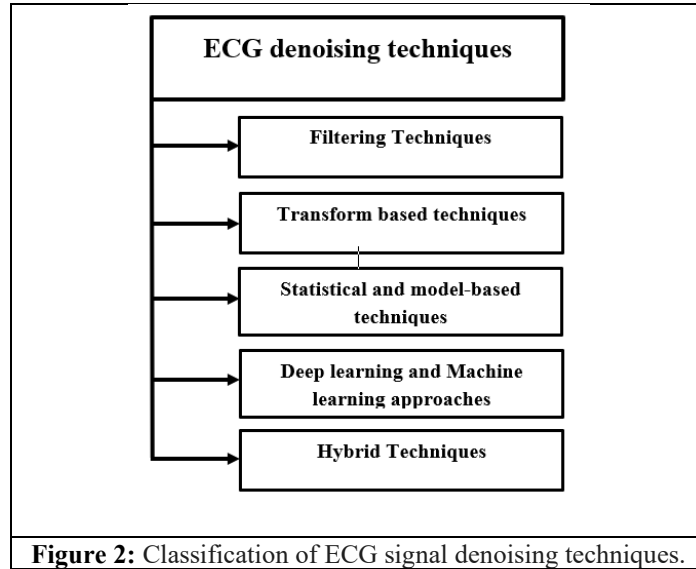 ECG denoising techniques
Filtering Techniques
Transform based techniques
Statistical and model-based
techniques
Deep learning and Machine
learning approaches
Hybrid Techniques
Figure 2: Classification of ECG signal denoising techniques.